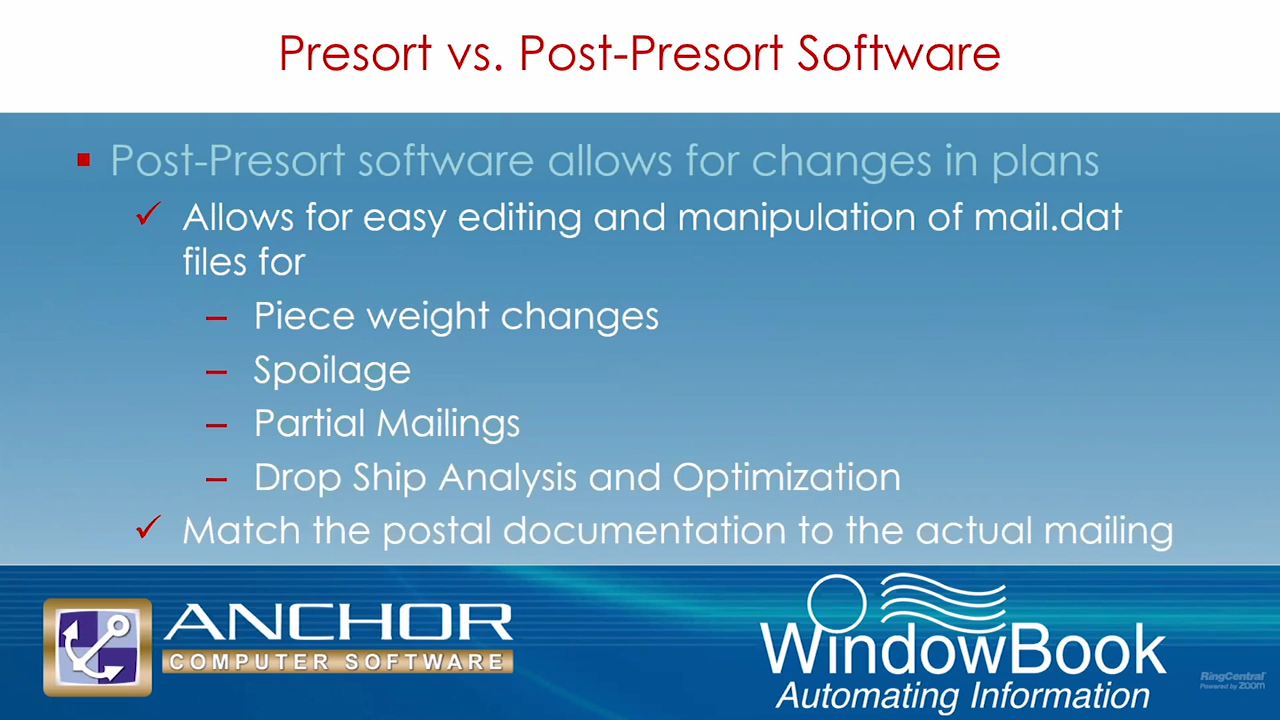 Presort vs. Post-Presort Software
▪ Post-Presort software allows for changes in plans
✓ Allows for easy editing and manipulation of mail.dat
files for
– Piece weight changes
– Spoilage
– Partial Mailings
– Drop Ship Analysis and Optimization
✓ Match the postal documentation to the actual mailing
ANCHOR
COMPUTER SOFTWARE
WindowBook
Automating Information
RingCentral
Powered by zoom